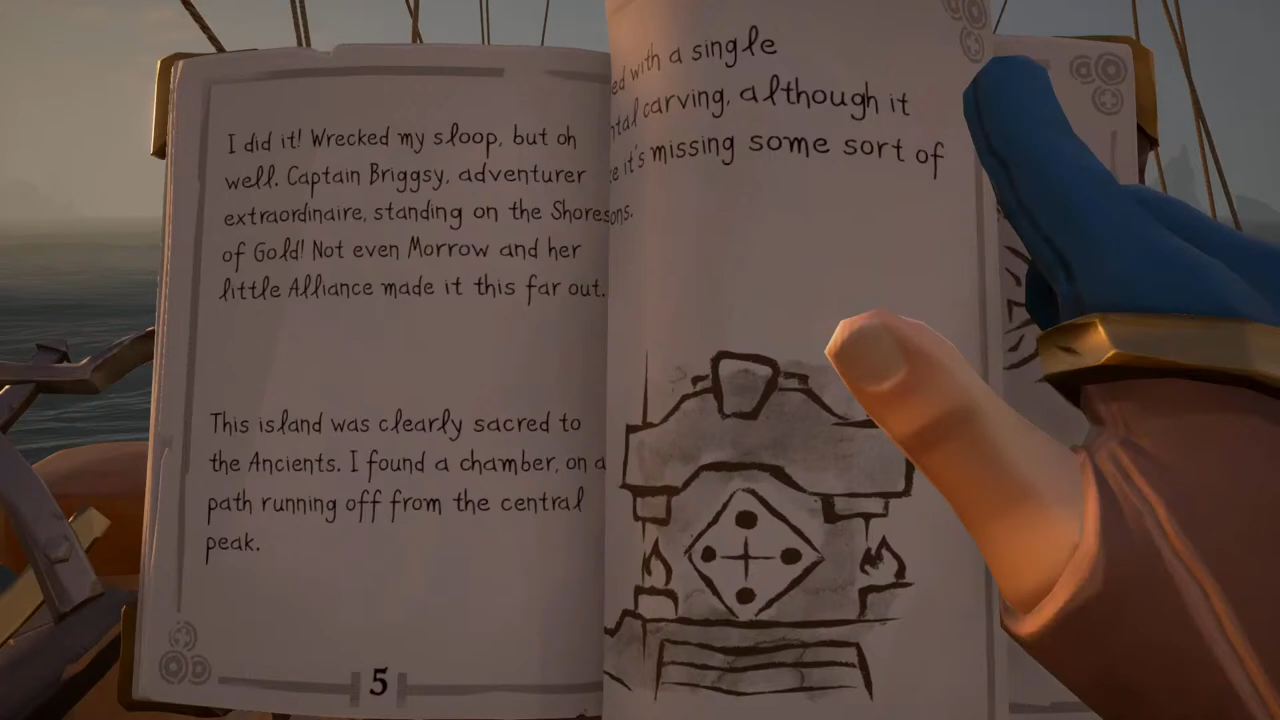 I did it! Wrecked my sloop, but oh
well. Captain Briggsy, adventurer
extraordinaire, standing on the Shores
of Gold! Not even Morrow and her
little Alliance made it this far out.
This island was clearly sacred to
the Ancients. I found a chamber, on a
path running off from the central
peak.
5
with a single
carving, although it
it's missing some sort of